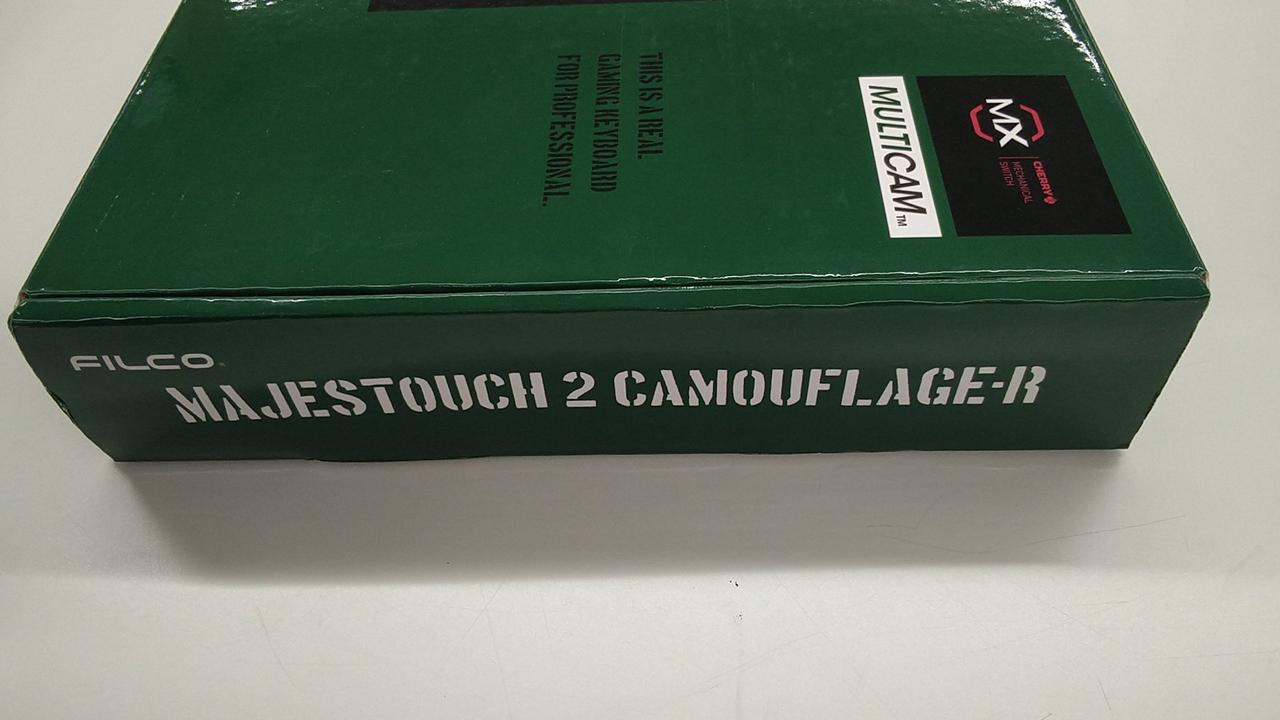 THIS IS A REAL
GAMING KEYBOARD
FOR PROFESSIONAL.
MULTICAM™
MX
CHERRY
MECHANICAL
SWITCH
FILCO
MAJESTOUCH 2 CAMOUFLAGE-R